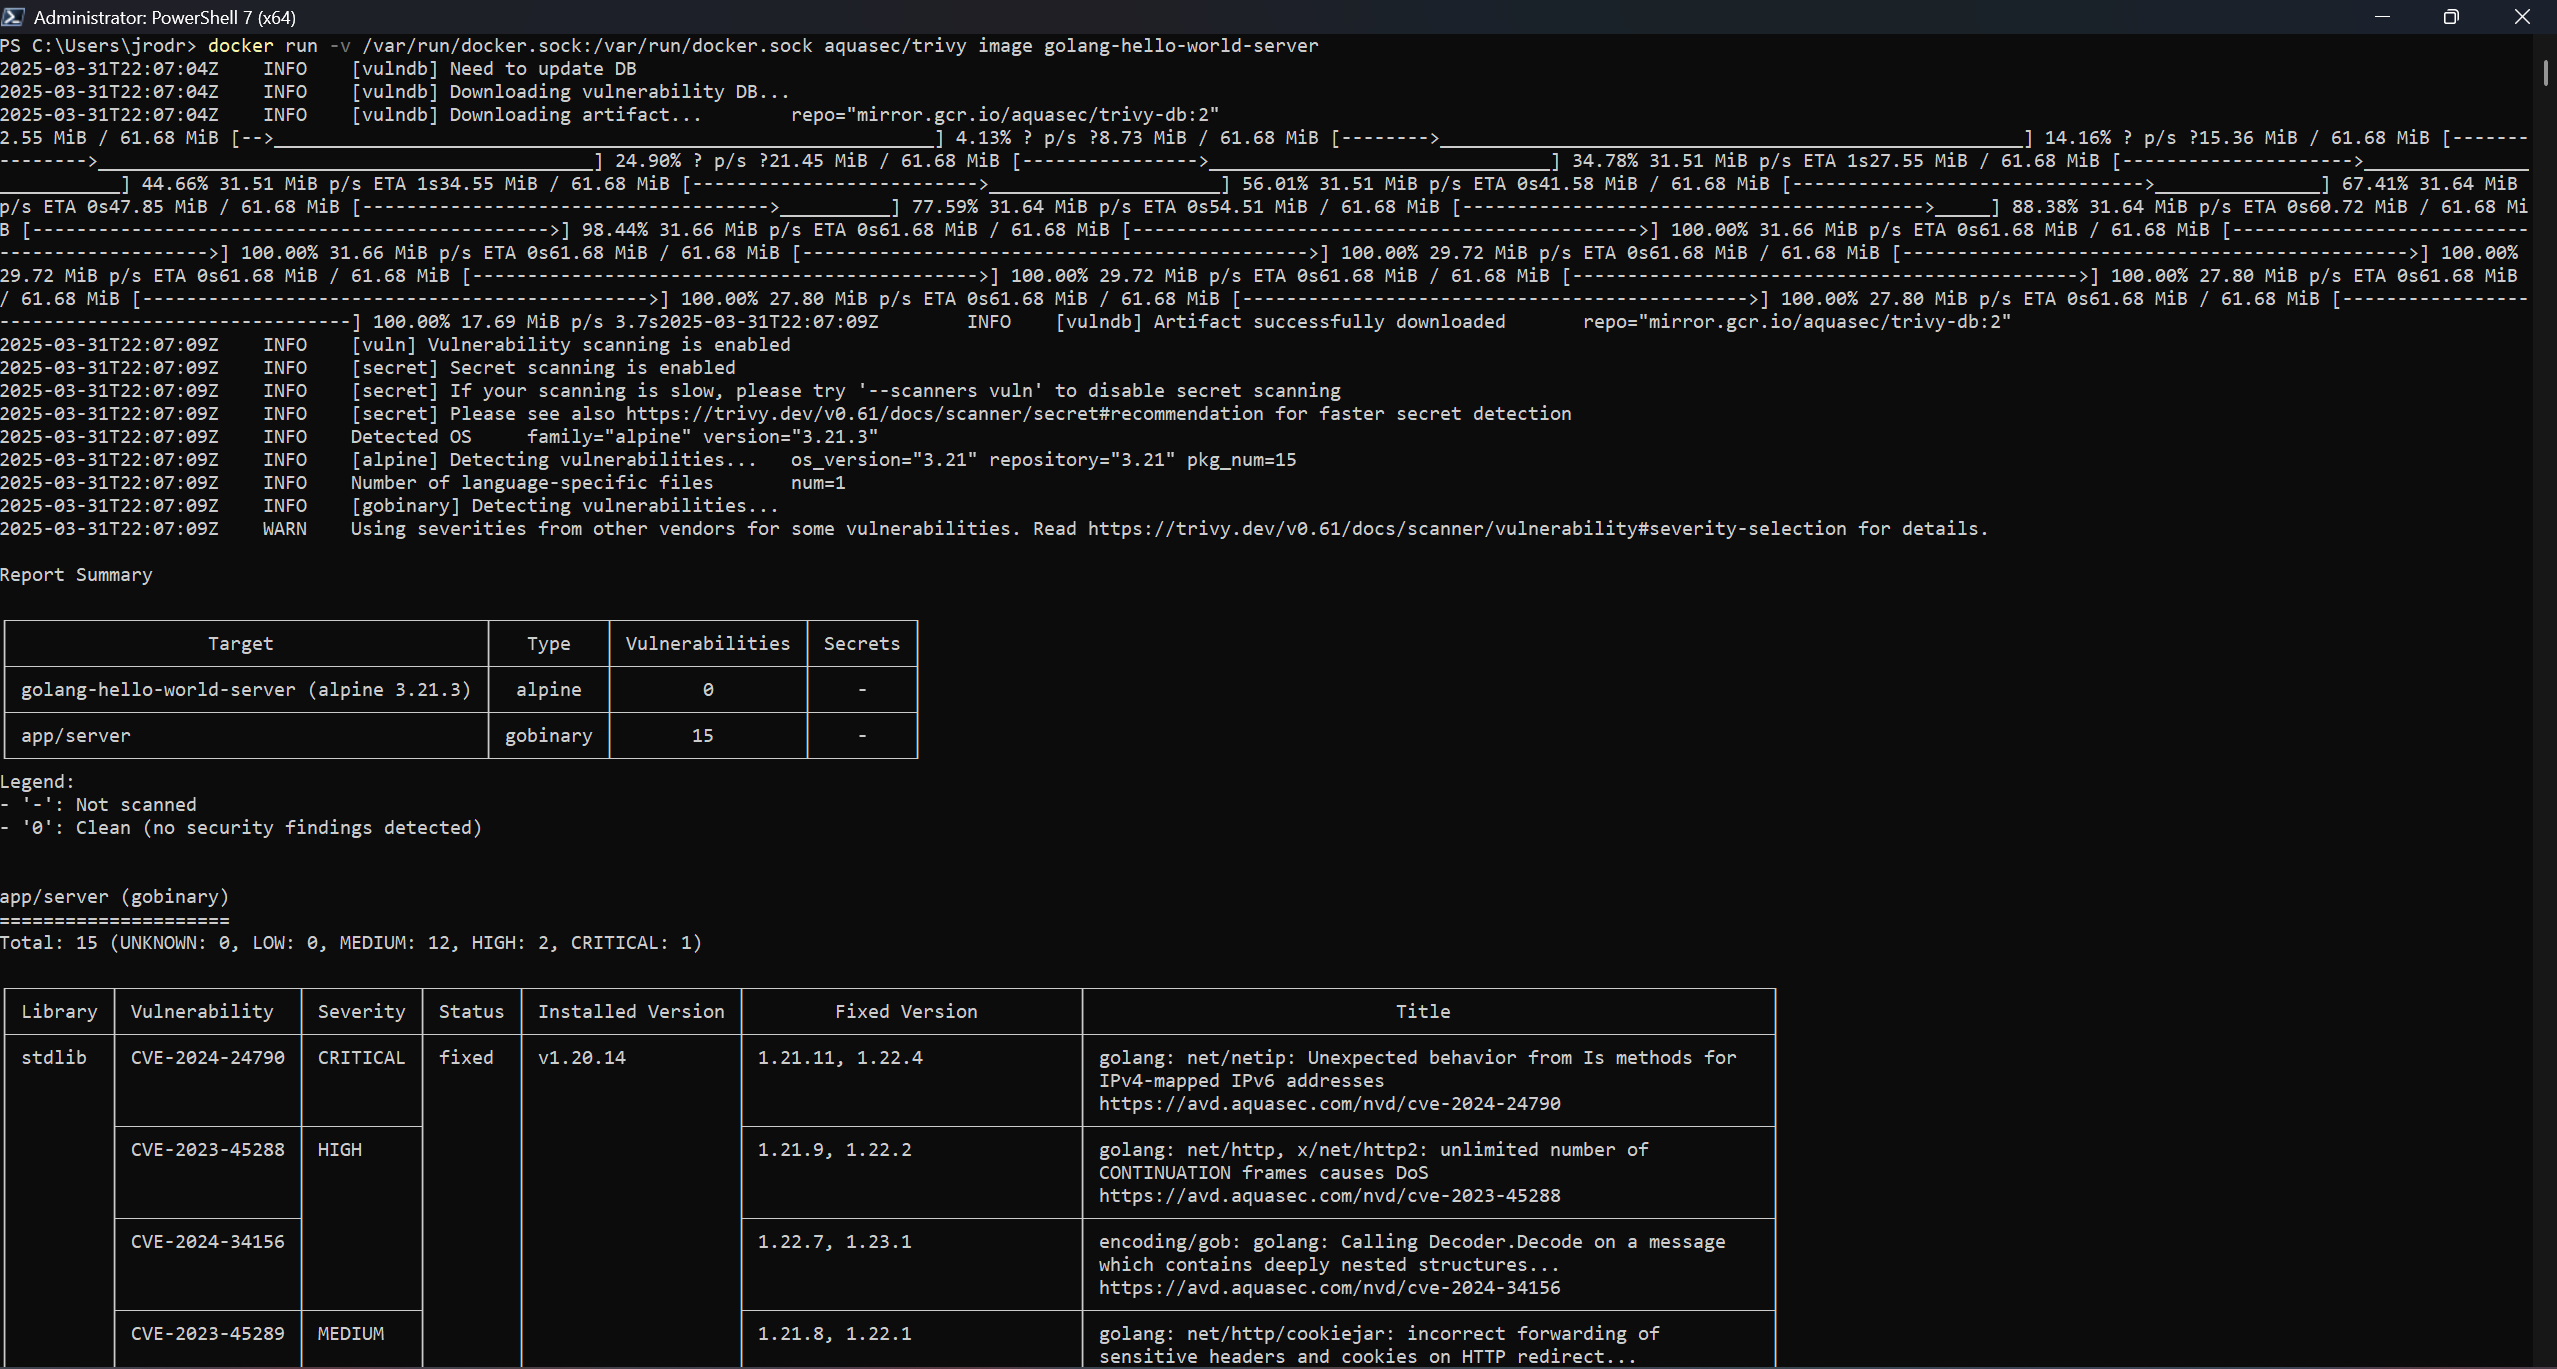 Administrator: PowerShell 7 (x64)
PS C:\Users\jrodr> docker run -v /var/run/docker.sock:/var/run/docker.sock aquasec/trivy image golang-hello-world-server
2025-03-31T22:07:04Z    INFO    [vulndb] Need to update DB
2025-03-31T22:07:04Z    INFO    [vulndb] Downloading vulnerability DB...
2025-03-31T22:07:04Z    INFO    [vulndb] Downloading artifact...        repo="mirror.gcr.io/aquasec/trivy-db:2"
2.55 MiB / 61.68 MiB [-->____________________________________________________________] 4.13% ? p/s ?8.73 MiB / 61.68 MiB [-------->_____________________________________________________] 14.16% ? p/s ?15.36 MiB / 61.68 MiB [-------
-------->_____________________________________________] 24.90% ? p/s ?21.45 MiB / 61.68 MiB [---------------->_______________________________] 34.78% 31.51 MiB p/s ETA 1s27.55 MiB / 61.68 MiB [--------------------->_______________
___________] 44.66% 31.51 MiB p/s ETA 1s34.55 MiB / 61.68 MiB [-------------------------->_____________________] 56.01% 31.51 MiB p/s ETA 0s41.58 MiB / 61.68 MiB [-------------------------------->_______________] 67.41% 31.64 MiB
p/s ETA 0s47.85 MiB / 61.68 MiB [------------------------------------->__________] 77.59% 31.64 MiB p/s ETA 0s54.51 MiB / 61.68 MiB [------------------------------------------>_____] 88.38% 31.64 MiB p/s ETA 0s60.72 MiB / 61.68 Mi
B [----------------------------------------------->] 98.44% 31.66 MiB p/s ETA 0s61.68 MiB / 61.68 MiB [---------------------------------------------->] 100.00% 31.66 MiB p/s ETA 0s61.68 MiB / 61.68 MiB [---------------------------
------------------->] 100.00% 31.66 MiB p/s ETA 0s61.68 MiB / 61.68 MiB [---------------------------------------------->] 100.00% 29.72 MiB p/s ETA 0s61.68 MiB / 61.68 MiB [---------------------------------------------->] 100.00%
29.72 MiB p/s ETA 0s61.68 MiB / 61.68 MiB [---------------------------------------------->] 100.00% 29.72 MiB p/s ETA 0s61.68 MiB / 61.68 MiB [---------------------------------------------->] 100.00% 27.80 MiB p/s ETA 0s61.68 MiB
/ 61.68 MiB [---------------------------------------------->] 100.00% 27.80 MiB p/s ETA 0s61.68 MiB / 61.68 MiB [---------------------------------------------->] 100.00% 27.80 MiB p/s ETA 0s61.68 MiB / 61.68 MiB [-----------------
--------------------------------] 100.00% 17.69 MiB p/s 3.7s2025-03-31T22:07:09Z        INFO    [vulndb] Artifact successfully downloaded       repo="mirror.gcr.io/aquasec/trivy-db:2"
2025-03-31T22:07:09Z    INFO    [vuln] Vulnerability scanning is enabled
2025-03-31T22:07:09Z    INFO    [secret] Secret scanning is enabled
2025-03-31T22:07:09Z    INFO    [secret] If your scanning is slow, please try '--scanners vuln' to disable secret scanning
2025-03-31T22:07:09Z    INFO    [secret] Please see also https://trivy.dev/v0.61/docs/scanner/secret#recommendation for faster secret detection
2025-03-31T22:07:09Z    INFO    Detected OS     family="alpine" version="3.21.3"
2025-03-31T22:07:09Z    INFO    [alpine] Detecting vulnerabilities...   os_version="3.21" repository="3.21" pkg_num=15
2025-03-31T22:07:09Z    INFO    Number of language-specific files       num=1
2025-03-31T22:07:09Z    INFO    [gobinary] Detecting vulnerabilities...
2025-03-31T22:07:09Z    WARN    Using severities from other vendors for some vulnerabilities. Read https://trivy.dev/v0.61/docs/scanner/vulnerability#severity-selection for details.
Report Summary
Target Type Vulnerabilities Secrets
golang-hello-world-server (alpine 3.21.3) alpine 0 -
app/server gobinary 15 -
Legend:
- '-': Not scanned
- '0': Clean (no security findings detected)
app/server (gobinary)
=====================
Total: 15 (UNKNOWN: 0, LOW: 0, MEDIUM: 12, HIGH: 2, CRITICAL: 1)
Library Vulnerability Severity Status Installed Version Fixed Version Title
stdlib CVE-2024-24790 CRITICAL fixed v1.20.14 1.21.11, 1.22.4 golang: net/netip: Unexpected behavior from Is methods for
IPv4-mapped IPv6 addresses
https://avd.aquasec.com/nvd/cve-2024-24790
CVE-2023-45288 HIGH 1.21.9, 1.22.2 golang: net/http, x/net/http2: unlimited number of
CONTINUATION frames causes DoS
https://avd.aquasec.com/nvd/cve-2023-45288
CVE-2024-34156 1.22.7, 1.23.1 encoding/gob: golang: Calling Decoder.Decode on a message
which contains deeply nested structures...
https://avd.aquasec.com/nvd/cve-2024-34156
CVE-2023-45289 MEDIUM 1.21.8, 1.22.1 golang: net/http/cookiejar: incorrect forwarding of
sensitive headers and cookies on HTTP redirect...